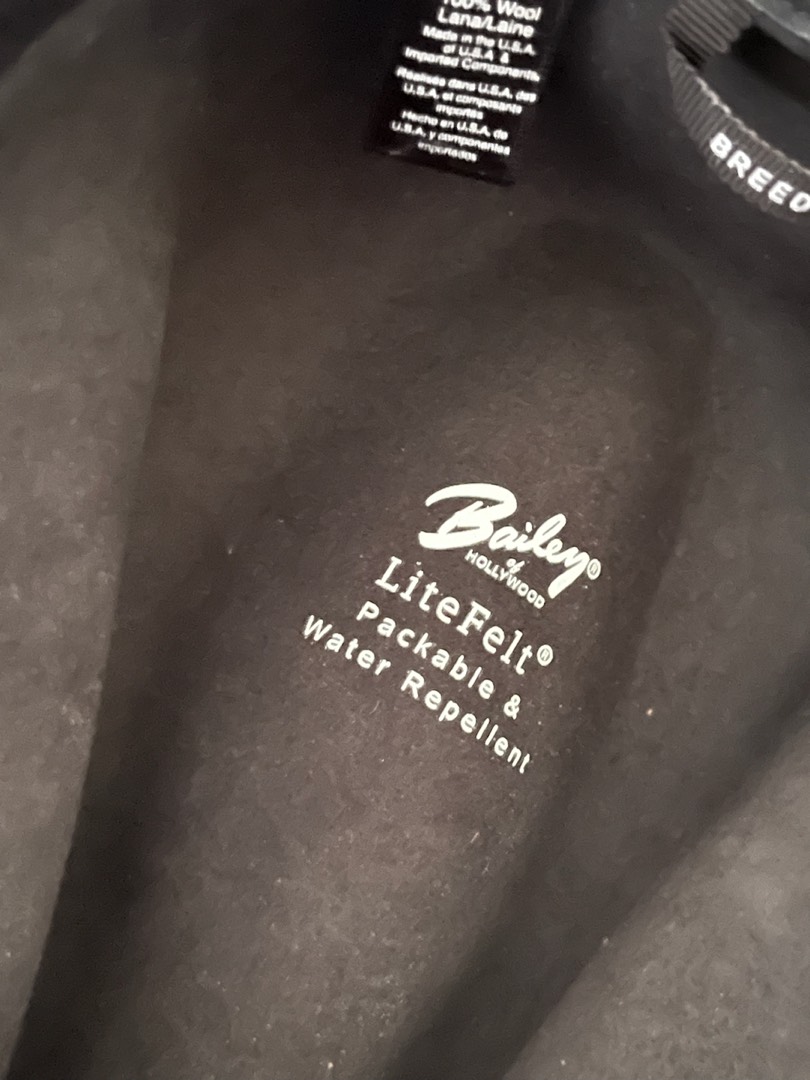 100% Wool
Lana/Laine
Made in the U.S.A.
of U.S.A. &
Imported Components.
Réalisés dans U.S.A. des
U.S.A. et composants
importés
Hecho en U.S.A. de
U.S.A. y componentes
importados
BREED
Bailey®
of
HOLLYWOOD
LiteFelt®
Packable &
Water Repellent